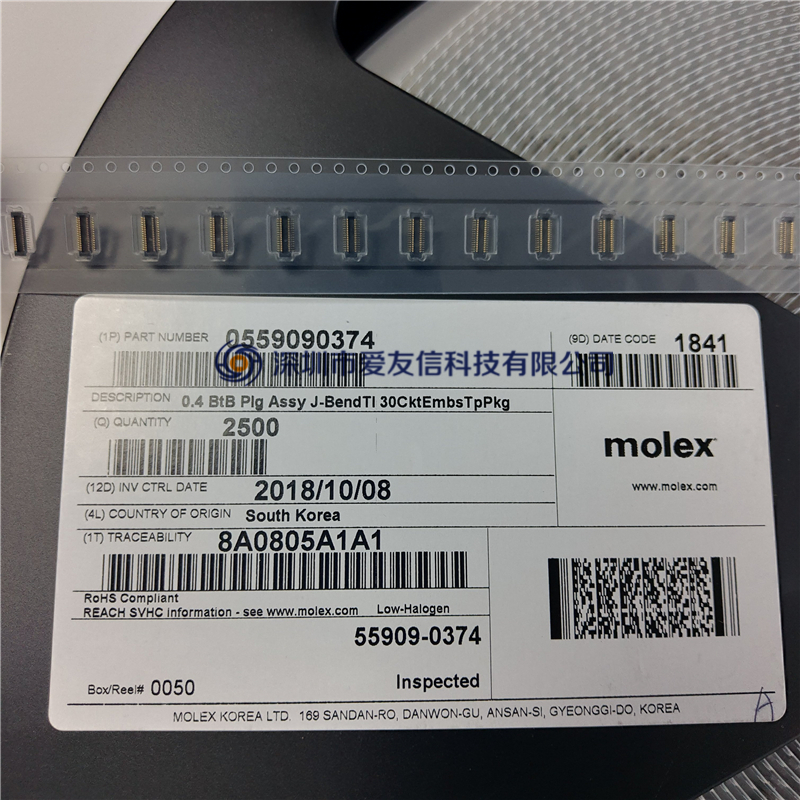 (1P) PART NUMBER 0559090374
(9D) DATE CODE 1841
深圳市爱友信科技有限公司
DESCRIPTION 0.4 BtB Plg Assy J-BendTl 30CktEmbsTpPkg
(Q) QUANTITY 2500
molex
www.molex.com
(12D) INV CTRL DATE 2018/10/08
(4L) COUNTRY OF ORIGIN South Korea
(1T) TRACEABILITY 8A0805A1A1
RoHS Compliant
REACH SVHC information - see www.molex.com Low-Halogen
55909-0374
Inspected
Box/Reel# 0050
MOLEX KOREA LTD. 169 SANDAN-RO, DANWON-GU, ANSAN-SI, GYEONGGI-DO, KOREA
A